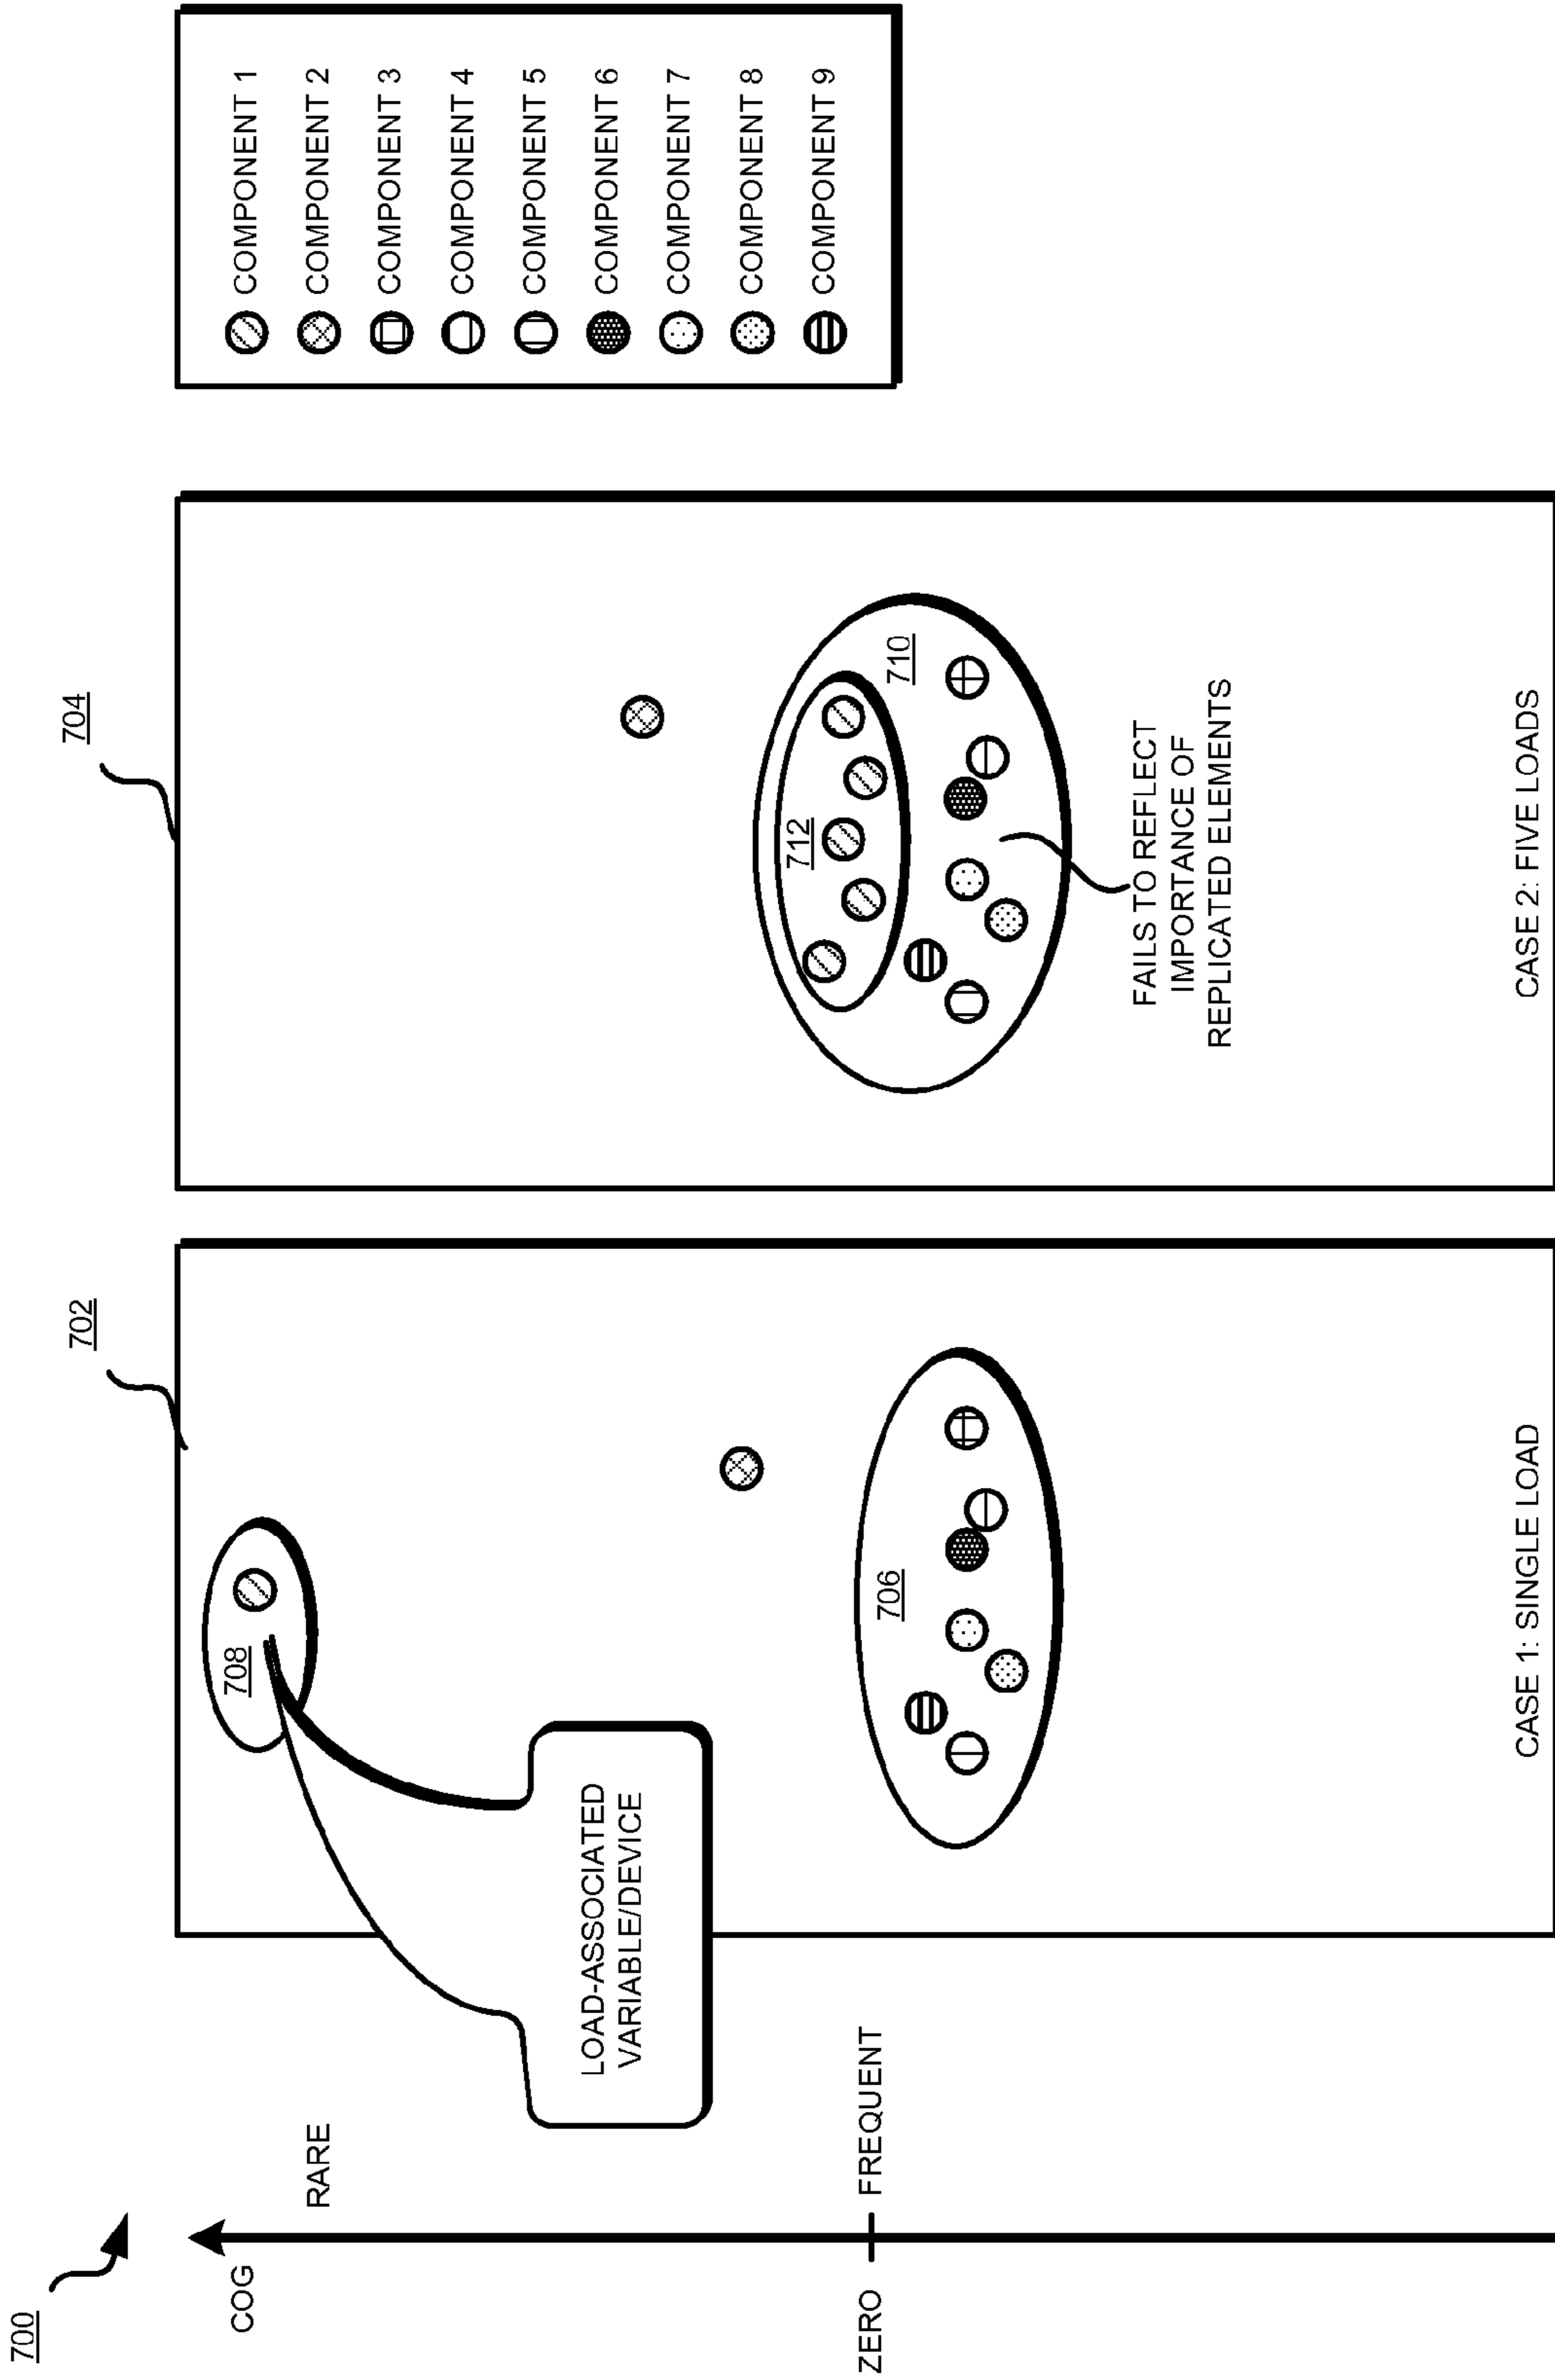 700
COG
RARE
ZERO
FREQUENT
702
708
LOAD-ASSOCIATED
VARIABLE/DEVICE
706
CASE 1: SINGLE LOAD
704
712
710
FAILS TO REFLECT
IMPORTANCE OF
REPLICATED ELEMENTS
CASE 2: FIVE LOADS
COMPONENT 1
COMPONENT 2
COMPONENT 3
COMPONENT 4
COMPONENT 5
COMPONENT 6
COMPONENT 7
COMPONENT 8
COMPONENT 9